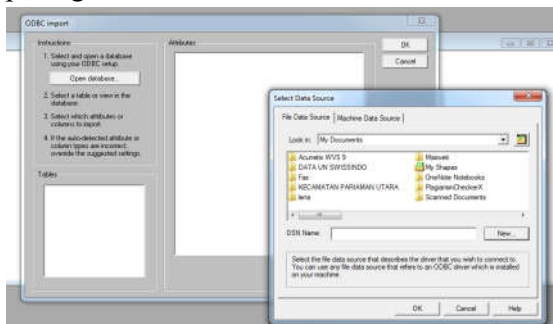 ODBC import
Instructions
1. Select and open a database
using your ODBC setup.
Open database...
2. Select a table or view in the
database.
3. Select which attributes or
columns to import.
4. If the auto-detected attribute or
column types are incorrect,
override the suggested settings.
Tables
Attributes
OK
Cancel
Select Data Source
File Data Source
Machine Data Source
Look in:
My Documents
Acunetix WVS 9
DATA UN SWISSINDO
Fax
KECAMATAN PARIAMAN UTARA
lena
Maxwell
My Shapes
OneNote Notebooks
PlagiarismCheckerX
Scanned Documents
DSN Name:
New...
Select the file data source that describes the driver that you wish to connect to.
You can use any file data source that refers to an ODBC driver which is installed
on your machine.
OK
Cancel
Help